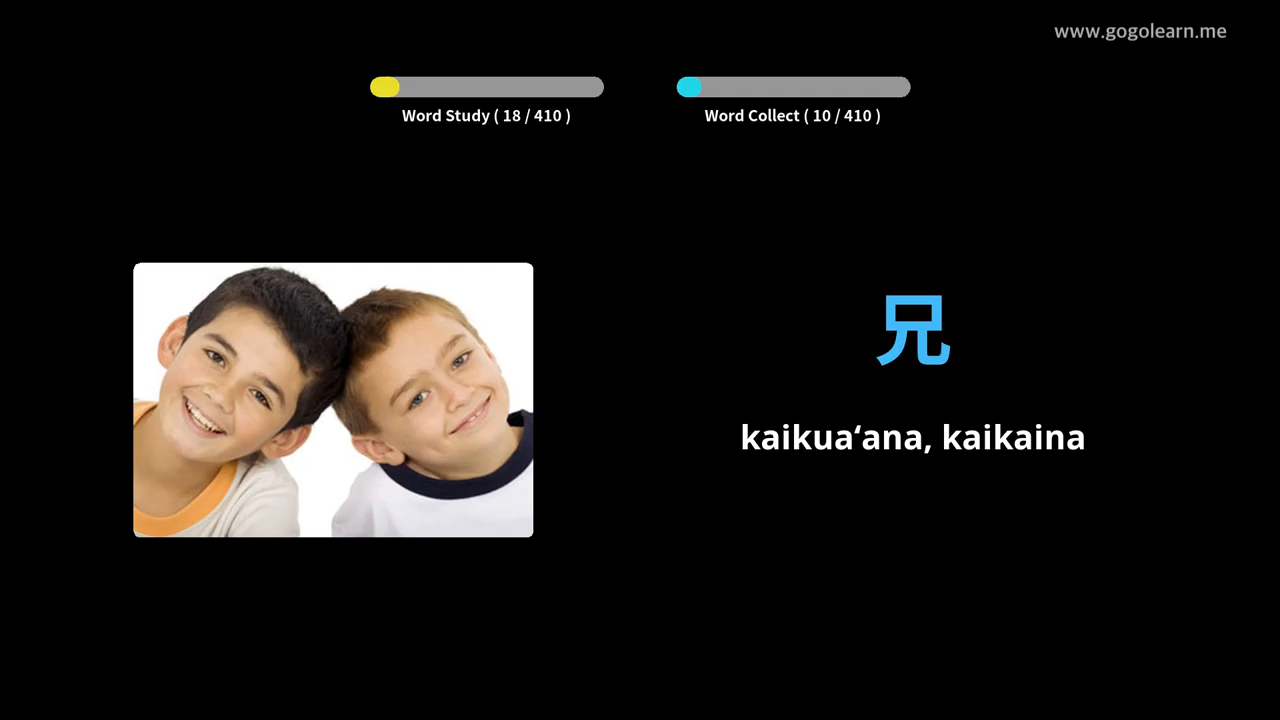 www.gogolearn.me
Word Study ( 18 / 410 )
Word Collect ( 10 / 410 )
兄
kaikuaʻana, kaikaina